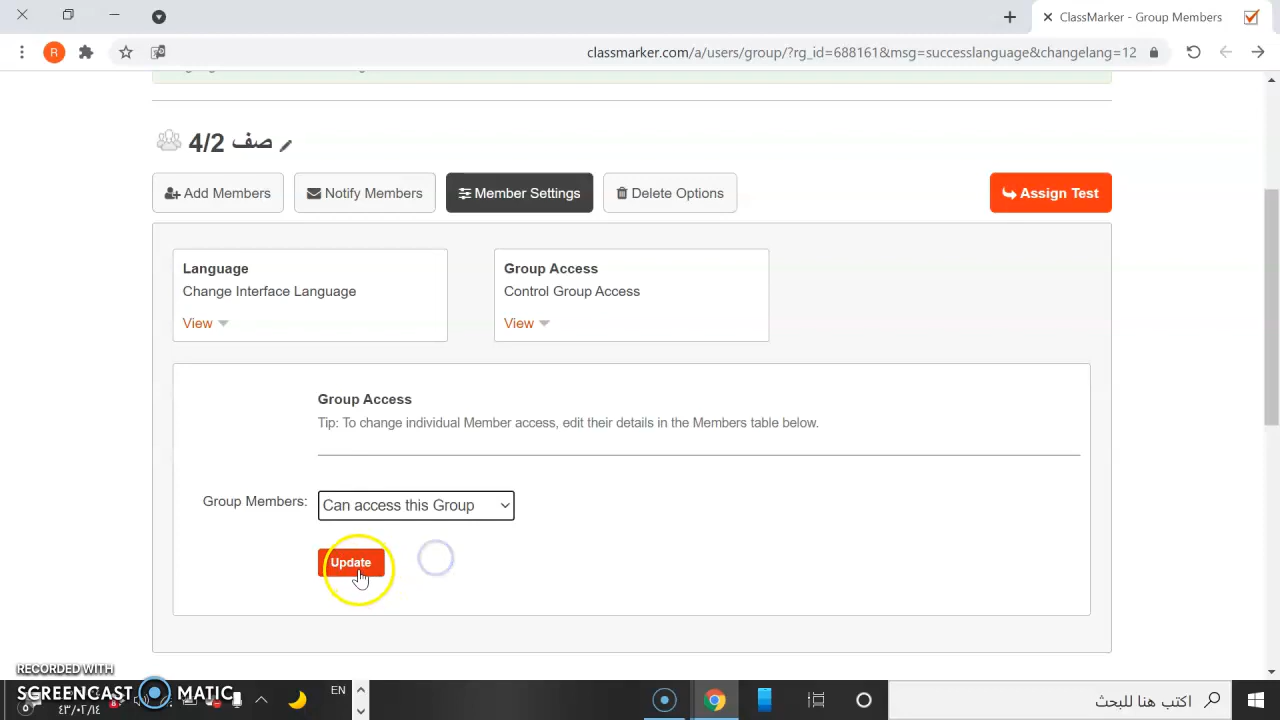 ClassMarker - Group Members
R
classmarker.com/a/users/group/?rg_id=688161&msg=successlanguage&changelang=12
صف 4/2
Add Members
Notify Members
Member Settings
Delete Options
Assign Test
Language
Change Interface Language
View
Group Access
Control Group Access
View
Group Access
Tip: To change individual Member access, edit their details in the Members table below.
Group Members:
Can access this Group
Update
RECORDED WITH
SCREENCAST MATIC
EN
٤٣/٠٢/١٤
اكتب هنا للبحث